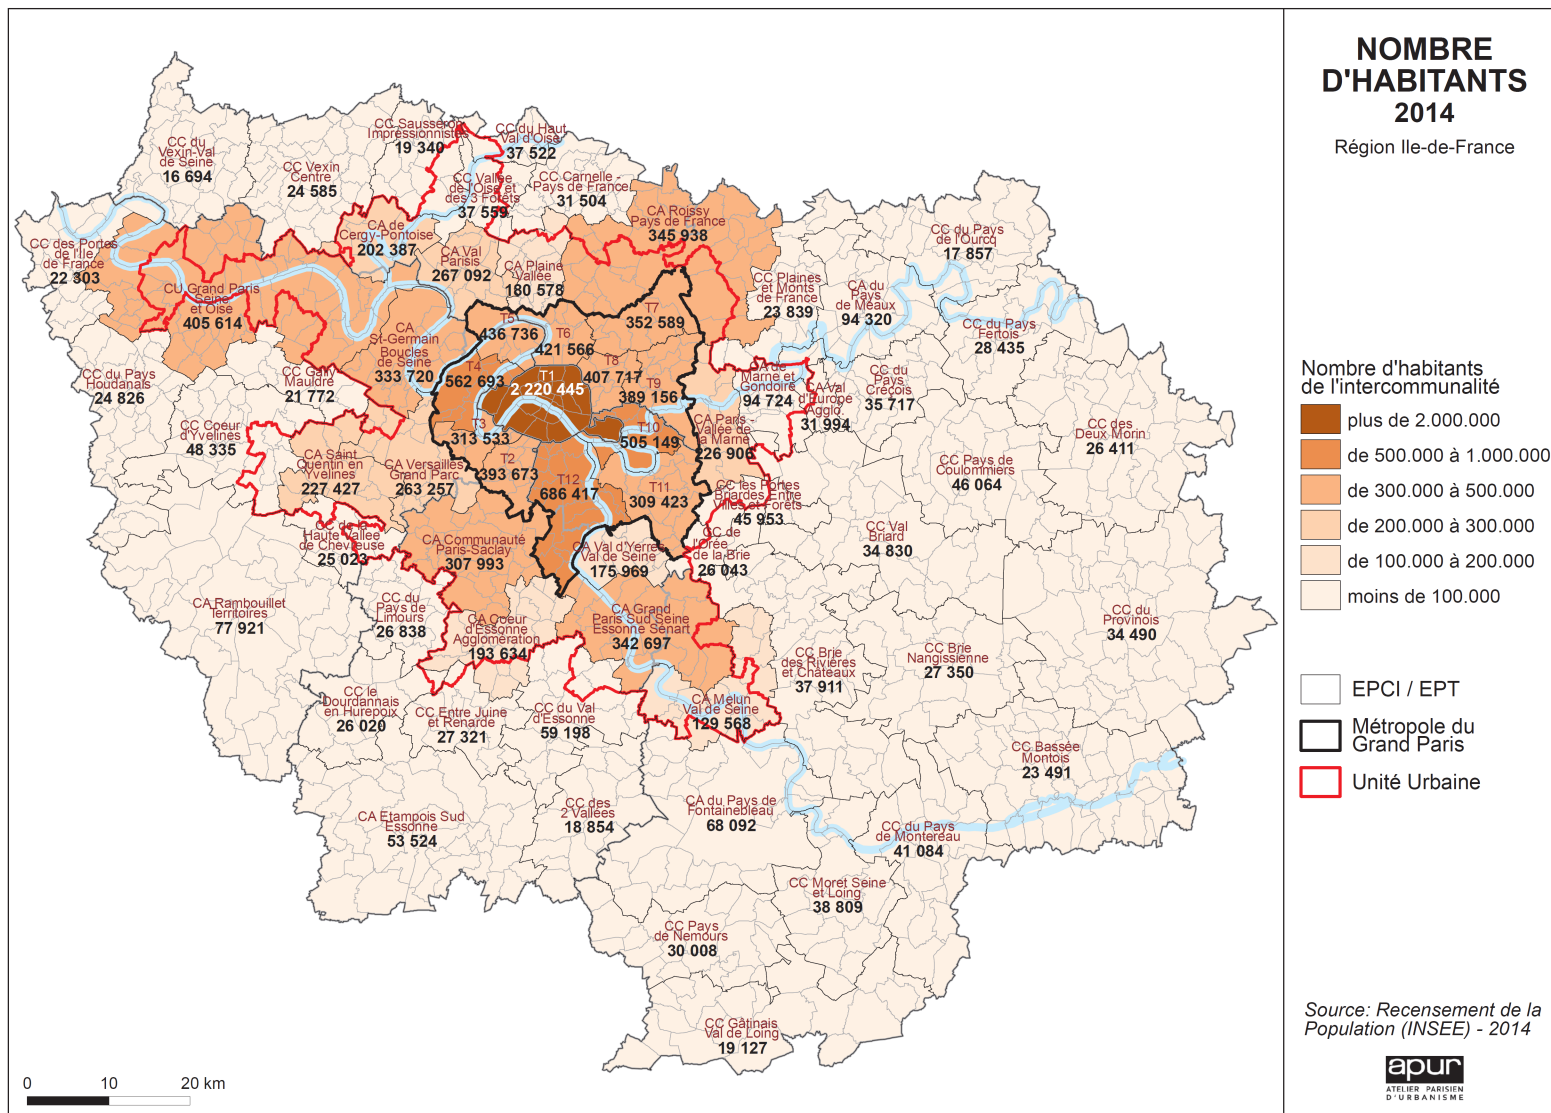 NOMBRE
D'HABITANTS
2014
Région Ile-de-France
CC du
Vexin-Val
de Seine
16 694
CC Vexin
Centre
24 585
CC Sausseron
Impressionnistes
19 340
CC du Haut
Val d'Oise
37 522
CC Vallée
de l'Oise et
des 3 Forêts
37 559
CC Carnelle -
Pays de France
31 504
CA Roissy
Pays de France
345 938
CC des Portes
de l'Ile
de France
22 303
CA de
Cergy-Pontoise
202 387
CA Val
Parisis
267 092
CA Plaine
Vallée
180 578
CC du Pays
de l'Ourcq
17 857
CU Grand Paris
Seine
et Oise
405 614
CC Plaines
et Monts
de France
23 839
CA du
Pays
de Meaux
94 320
CC du Pays
Fertois
28 435
CA
St-Germain
Boucles
de Seine
333 720
T5
436 736
T6
421 566
T7
352 589
T4
562 693
T1
2 220 445
T8
407 717
T9
389 156
CC du Pays
Houdanais
24 826
CC Gally
Mauldre
21 772
CA de
Marne et
Gondoire
94 724
CA Val
d'Europe
Agglo.
31 994
CC du
Pays
Créçois
35 717
CC Coeur
d'Yvelines
48 335
T3
313 533
T10
505 149
CA Paris -
Vallée de
la Marne
226 906
CC des
Deux Morin
26 411
CA Saint
Quentin en
Yvelines
227 427
CA Versailles
Grand Parc
263 257
T2
393 673
T12
686 417
T11
309 423
CC les Portes
Briardes Entre
Villes et Forêts
45 953
CC Pays de
Coulommiers
46 064
CC de la
Haute Vallée
de Chevreuse
25 023
CA Communauté
Paris-Saclay
307 993
CA Val d'Yerres
Val de Seine
175 969
CC de
l'Orée
de la Brie
26 043
CC Val
Briard
34 830
CA Rambouillet
Territoires
77 921
CC du
Pays de
Limours
26 838
CA Coeur
d'Essonne
Agglomération
193 634
CA Grand
Paris Sud Seine
Essonne Sénart
342 697
CC Brie
des Rivières
et Châteaux
37 911
CC Brie
Nangissienne
27 350
CC du
Provinois
34 490
CC le
Dourdannais
en Hurepoix
26 020
CC Entre Juine
et Renarde
27 321
CC du Val
d'Essonne
59 198
CA Melun
Val de Seine
129 568
CC Bassée
Montois
23 491
CA Etampois Sud
Essonne
53 524
CC des
2 Vallées
18 854
CA du Pays de
Fontainebleau
68 092
CC du Pays
de Montereau
41 084
CC Moret Seine
et Loing
38 809
CC Pays
de Nemours
30 008
CC Gâtinais
Val de Loing
19 127
0 10 20 km
Nombre d'habitants
de l'intercommunalité
plus de 2.000.000
de 500.000 à 1.000.000
de 300.000 à 500.000
de 200.000 à 300.000
de 100.000 à 200.000
moins de 100.000
EPCI / EPT
Métropole du
Grand Paris
Unité Urbaine
Source: Recensement de la
Population (INSEE) - 2014
apur
ATELIER PARISIEN
D'URBANISME